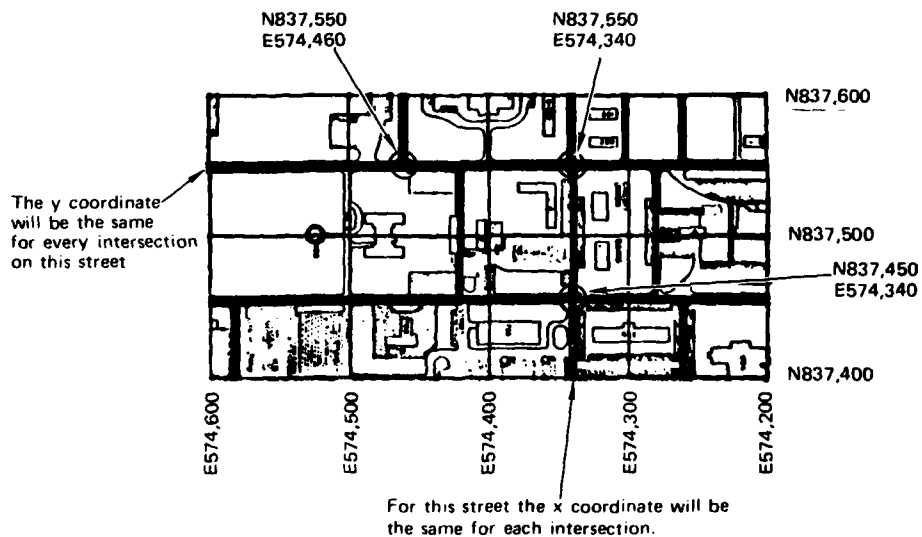 N837,550
E574,460
N837,550
E574,340
N837,600
The y coordinate
will be the same
for every intersection
on this street
N837,500
N837,450
E574,340
N837,400
E574,600
E574,500
E574,400
E574,300
E574,200
For this street the x coordinate will be
the same for each intersection.